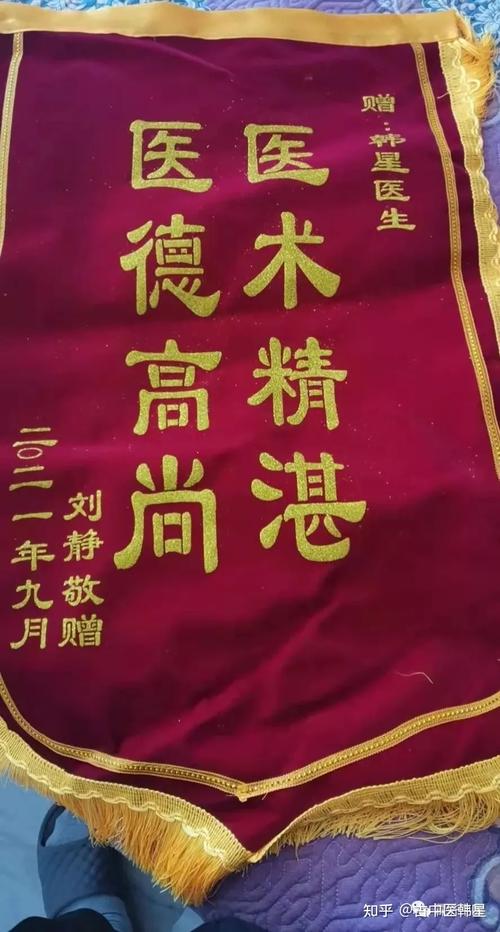 赠：韩星医生
医术精湛
医德高尚
刘静敬赠
二〇二一年九月
知乎 @中医韩星